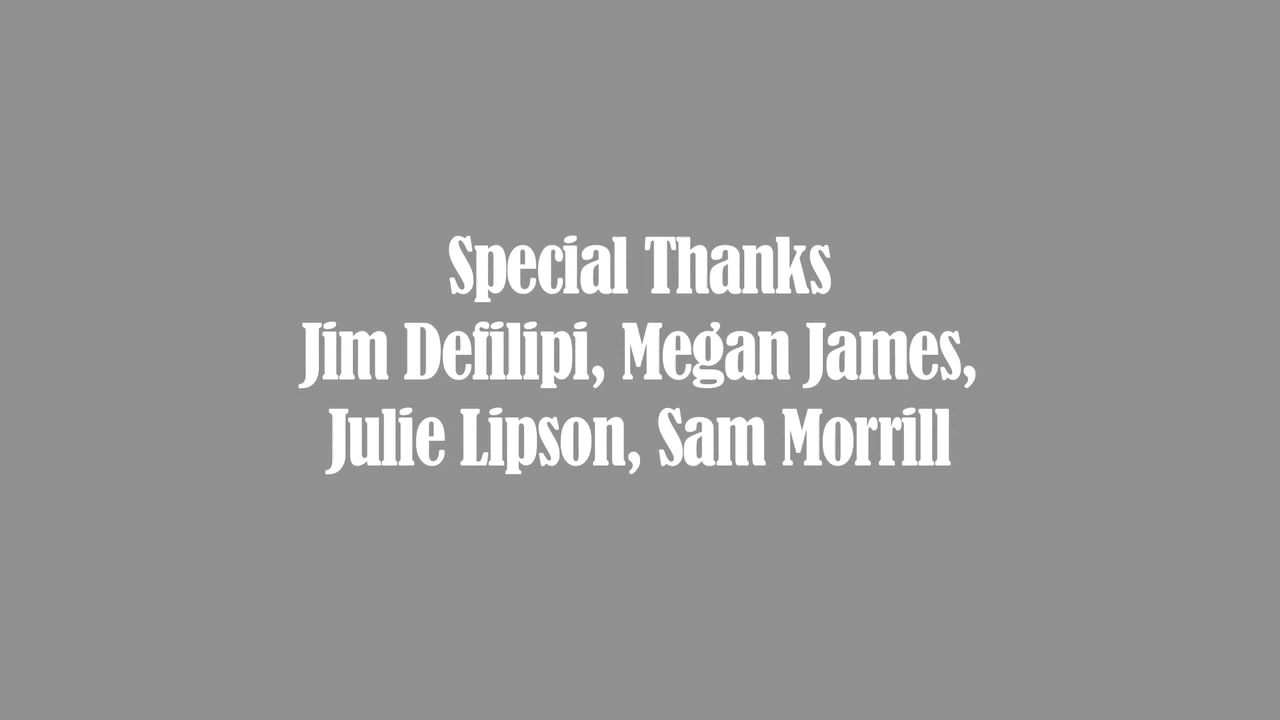 Special Thanks
Jim Defilipi, Megan James,
Julie Lipson, Sam Morrill